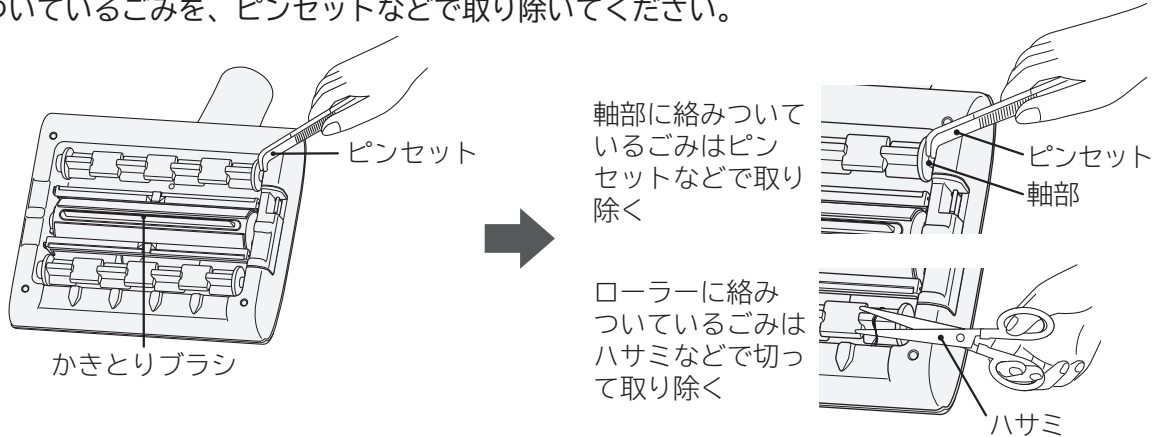 ついているごみを、ピンセットなどで取り除いてください。
ピンセット
かきとりブラシ
軸部に絡みついて
いるごみはピン
セットなどで取り
除く
ピンセット
軸部
ローラーに絡み
ついているごみは
ハサミなどで切っ
て取り除く
ハサミ